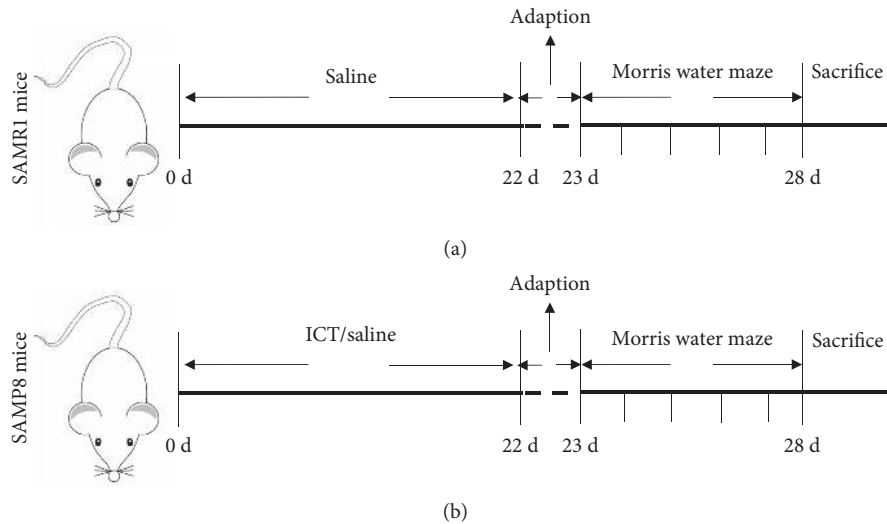 Adaption
SAMR1 mice
Saline
Morris water maze
Sacrifice
0 d
22 d
23 d
28 d
(a)
Adaption
SAMP8 mice
ICT/saline
Morris water maze
Sacrifice
0 d
22 d
23 d
28 d
(b)